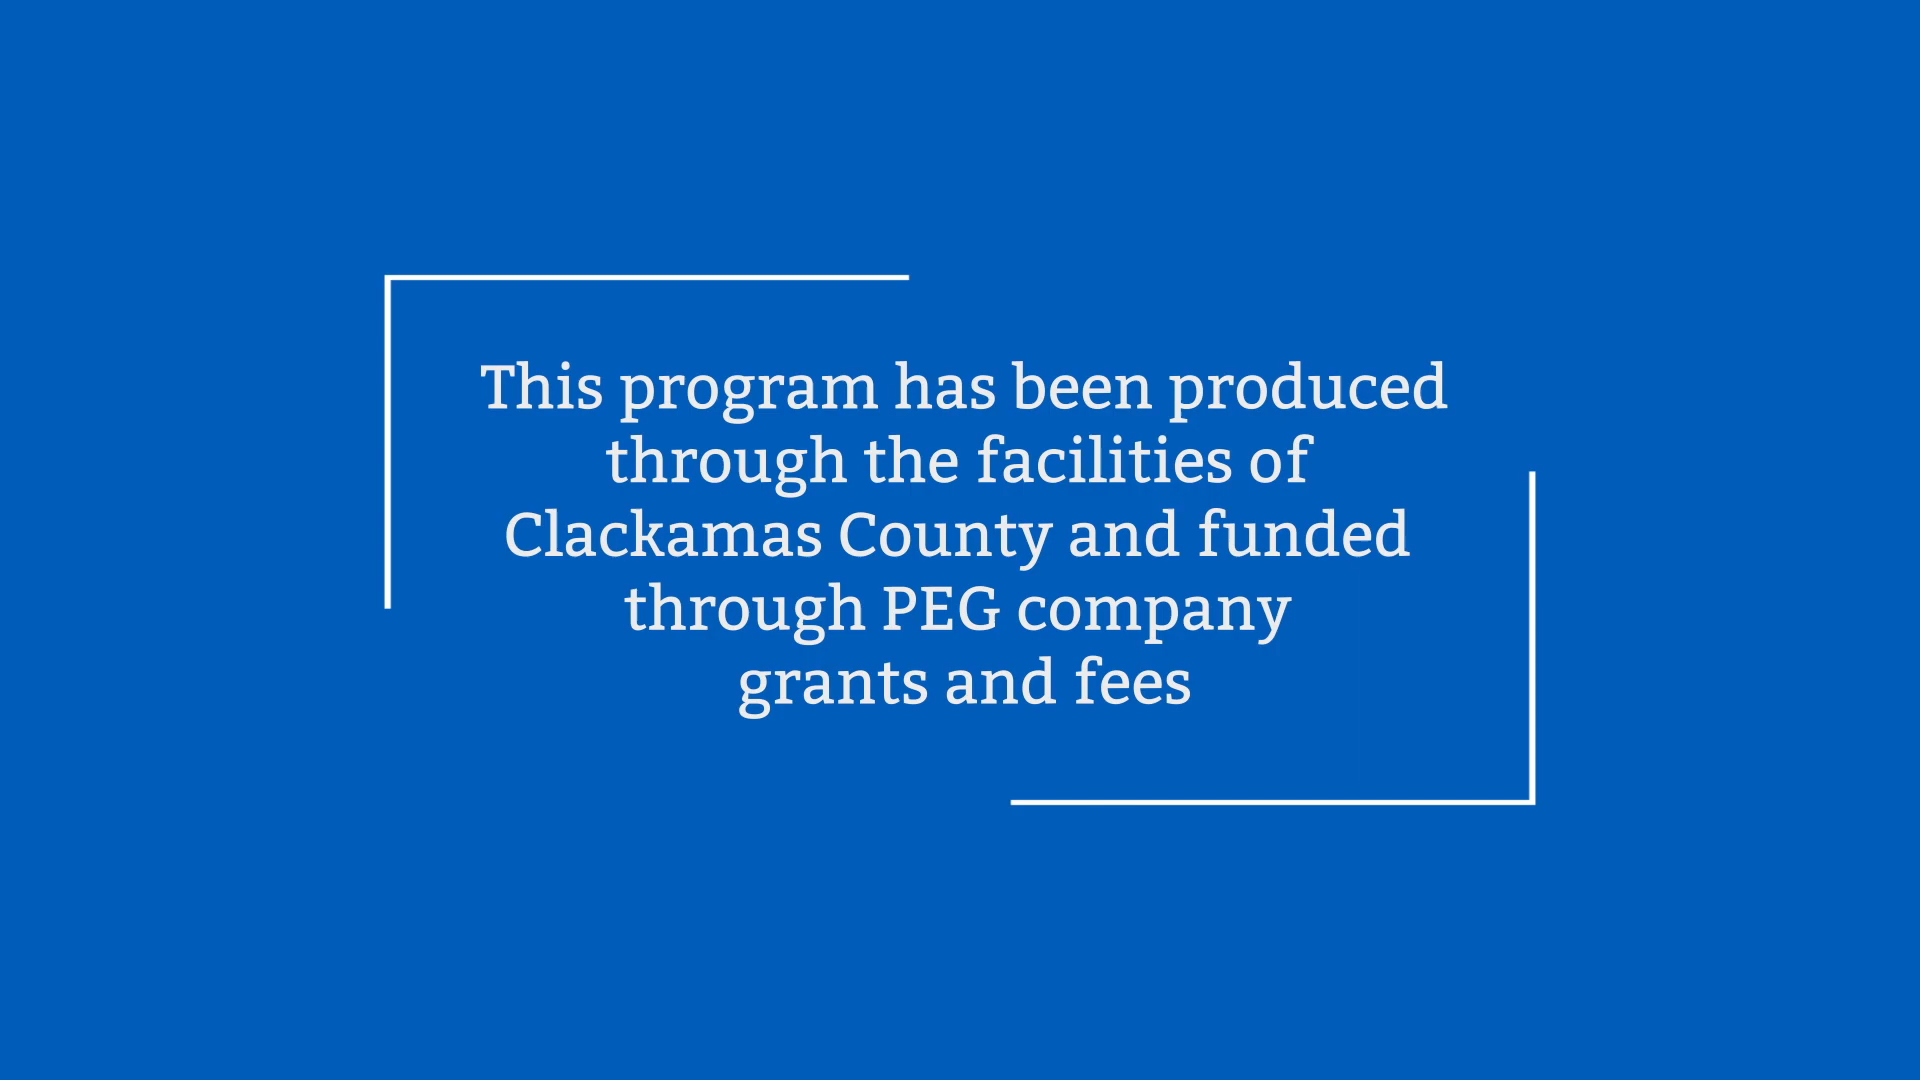 This program has been produced
through the facilities of
Clackamas County and funded
through PEG company
grants and fees